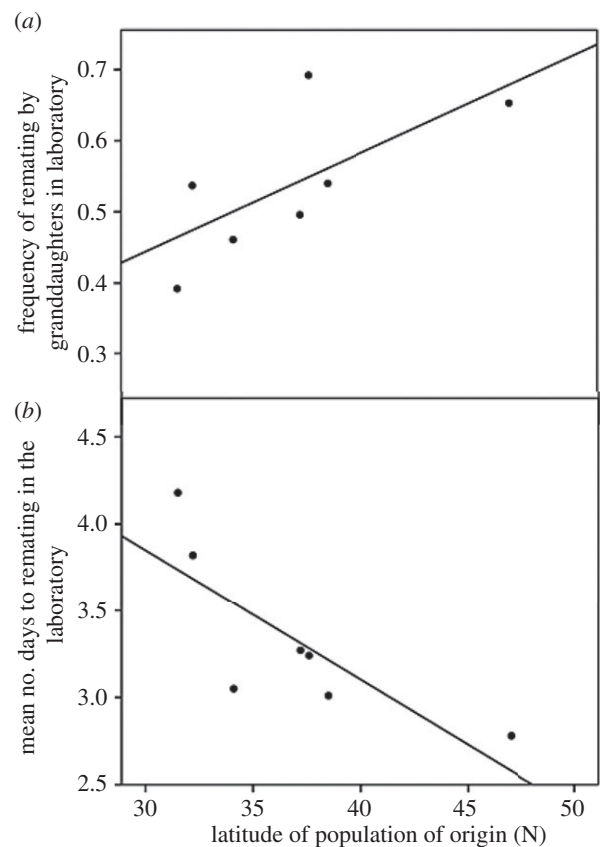 (a)
frequency of remating by
granddaughters in laboratory
0.7
0.6
0.5
0.4
0.3
(b)
mean no. days to remating in the
laboratory
4.5
4.0
3.5
3.0
2.5
30 35 40 45 50
latitude of population of origin (N)